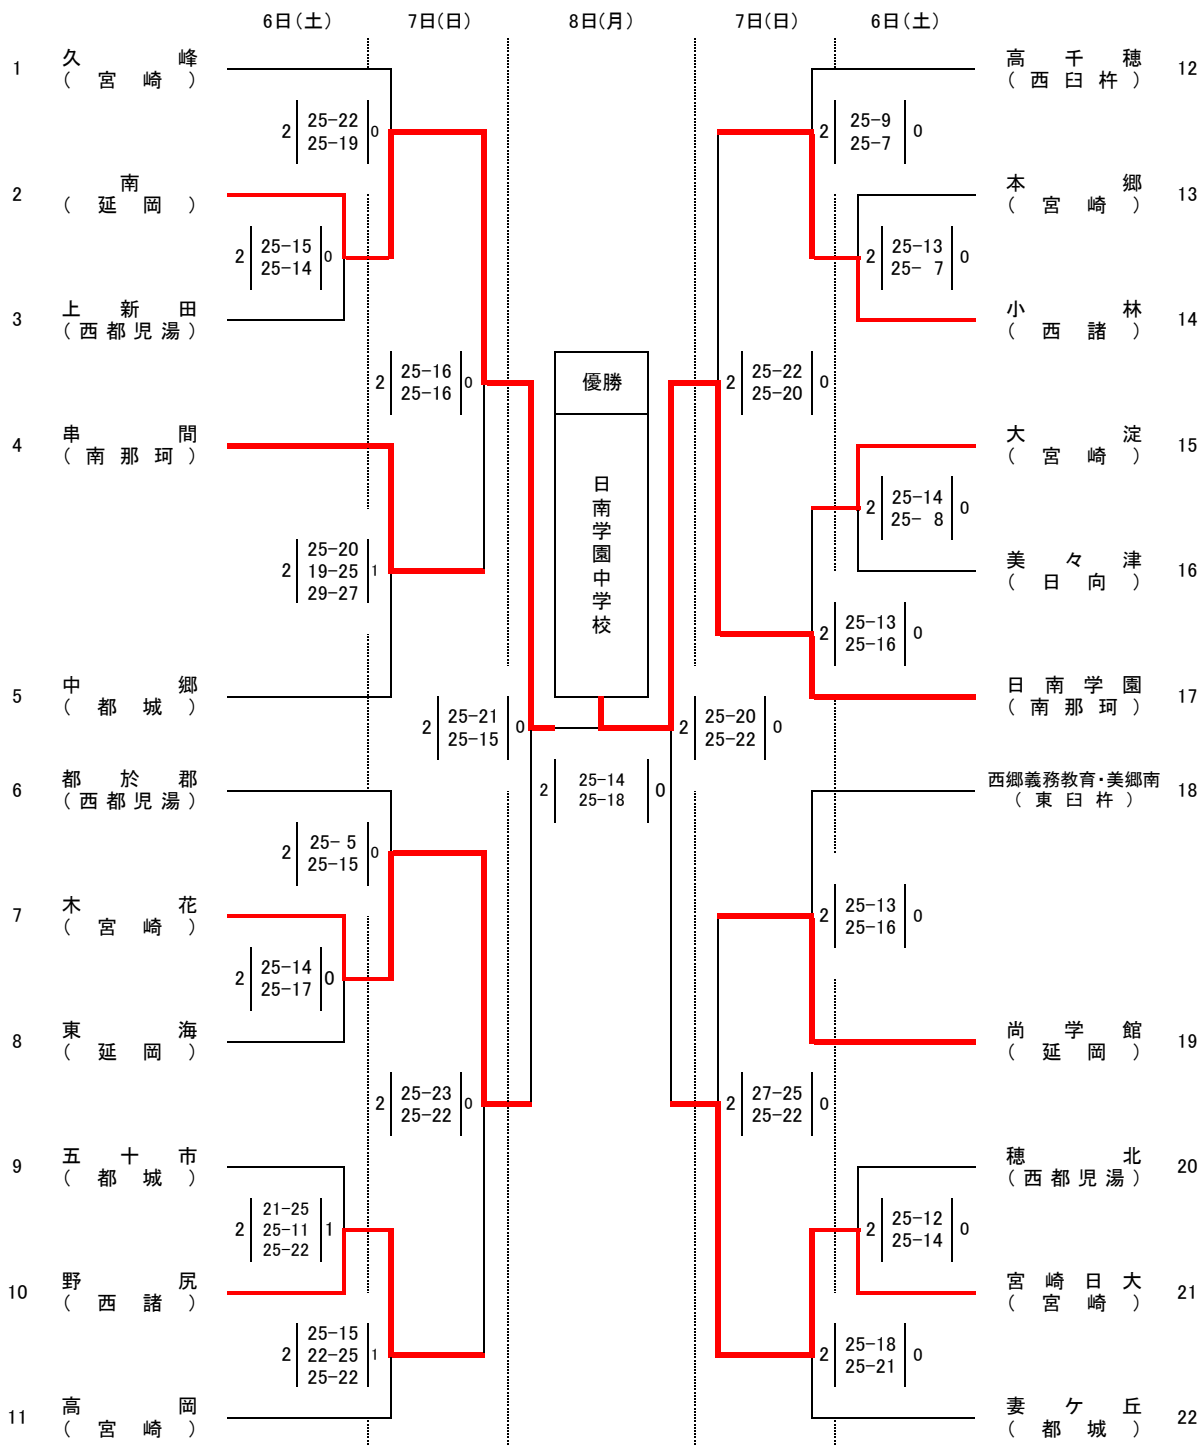 6日（土）
7日（日）
8日（月）
7日（日）
6日（土）
1
久峰
（宮崎）
2
25-22
25-19
0
2
南
（延岡）
2
25-15
25-14
0
3
上新田
（西都児湯）
2
25-16
25-16
0
4
串間
（南那珂）
2
25-20
19-25
29-27
1
5
中郷
（都城）
2
25-21
25-15
0
6
都於郡
（西都児湯）
2
25- 5
25-15
0
7
木花
（宮崎）
2
25-14
25-17
0
8
東海
（延岡）
2
25-23
25-22
0
9
五十市
（都城）
2
21-25
25-11
25-22
1
10
野尻
（西諸）
2
25-15
22-25
25-22
1
11
高岡
（宮崎）
優勝
日南学園中学校
2
25-14
25-18
0
高千穂
（西臼杵）
12
2
25-9
25-7
0
本郷
（宮崎）
13
2
25-13
25- 7
0
小林
（西諸）
14
2
25-22
25-20
0
大淀
（宮崎）
15
2
25-14
25- 8
0
美々津
（日向）
16
2
25-13
25-16
0
日南学園
（南那珂）
17
2
25-20
25-22
0
西郷義務教育・美郷南
（東臼杵）
18
2
25-13
25-16
0
尚学館
（延岡）
19
2
27-25
25-22
0
穂北
（西都児湯）
20
2
25-12
25-14
0
宮崎日大
（宮崎）
21
2
25-18
25-21
0
妻ケ丘
（都城）
22